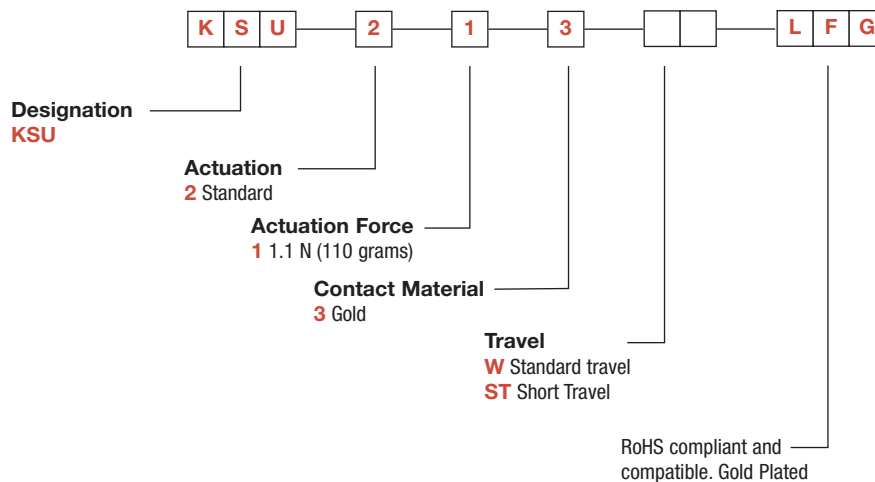 K S U 2 1 3 L F G
Designation
KSU
Actuation
2 Standard
Actuation Force
1 1.1 N (110 grams)
Contact Material
3 Gold
Travel
W Standard travel
ST Short Travel
RoHS compliant and
compatible. Gold Plated